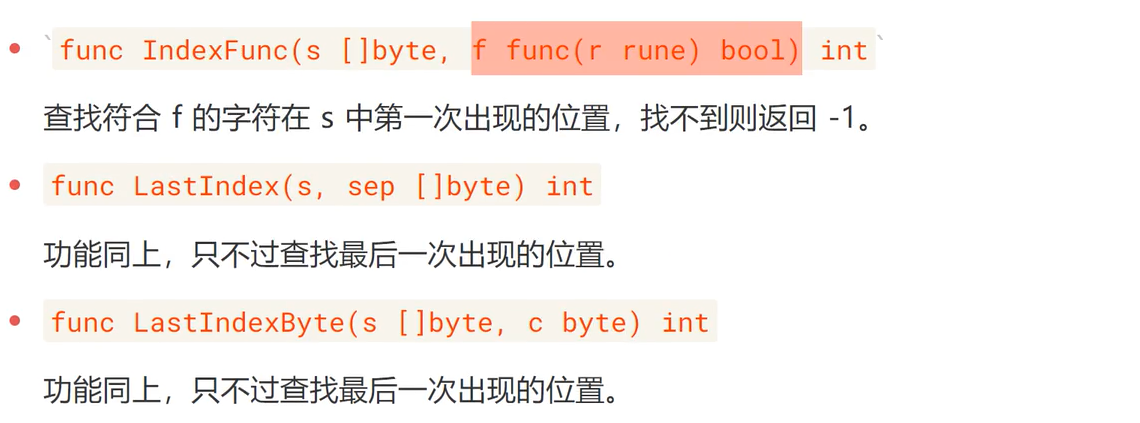 `func IndexFunc(s []byte, f func(r rune) bool) int`
查找符合 f 的字符在 s 中第一次出现的位置，找不到则返回 -1。
func LastIndex(s, sep []byte) int
功能同上，只不过查找最后一次出现的位置。
func LastIndexByte(s []byte, c byte) int
功能同上，只不过查找最后一次出现的位置。